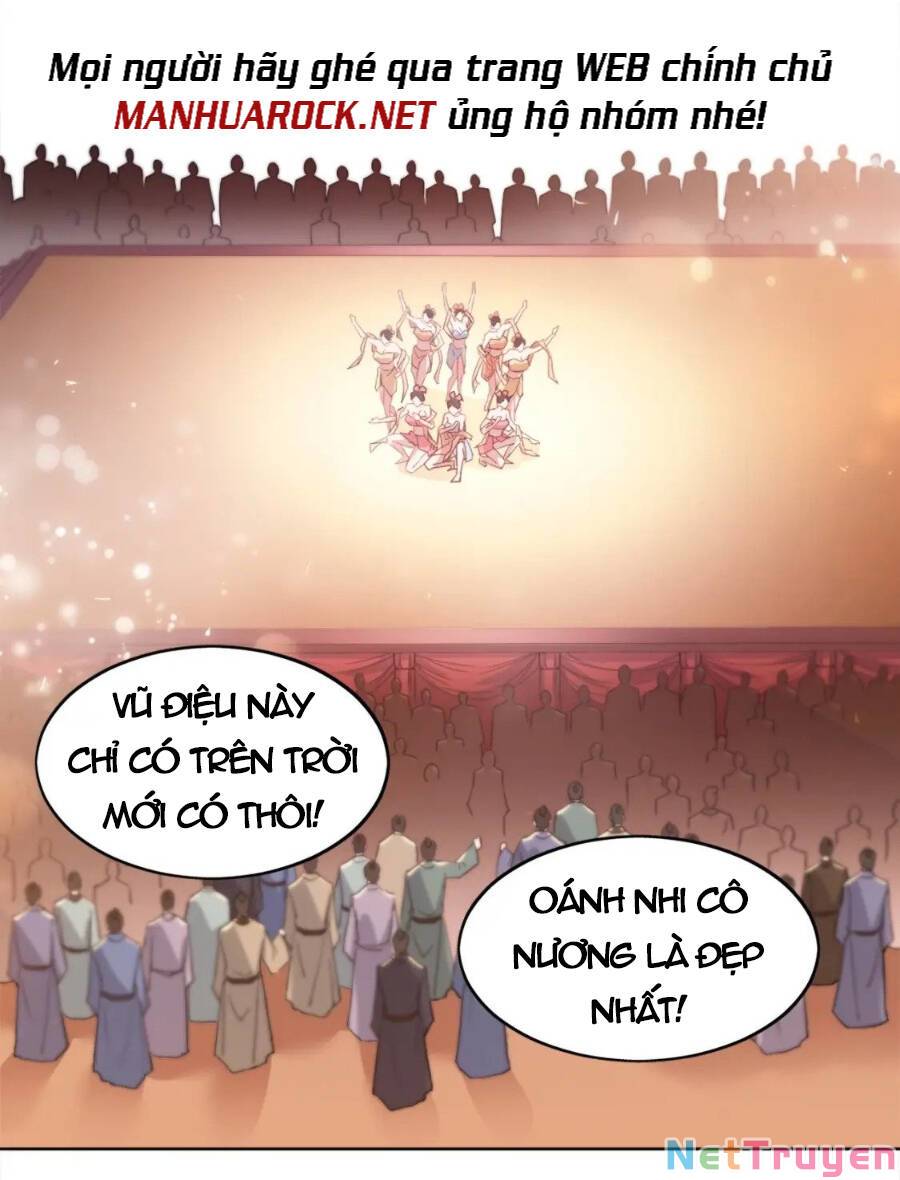 Mọi người hãy ghé qua trang WEB chính chủ
MANHUAROCK.NET ủng hộ nhóm nhé!
VŨ ĐIỆU NÀY
CHỈ CÓ TRÊN TRỜI
MỚI CÓ THÔI!
OÁNH NHI CÔ
NƯƠNG LÀ ĐẸP
NHẤT!
NetTruyen